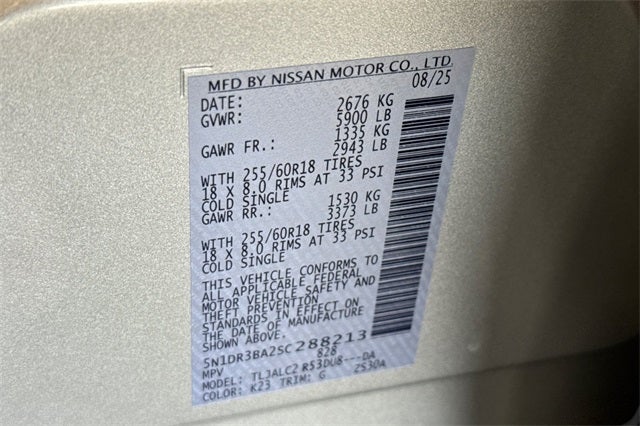 MFD BY NISSAN MOTOR CO., LTD.
DATE: 08/25
GVWR: 2676 KG
5900 LB
GAWR FR.: 1335 KG
2943 LB
WITH 255/60R18 TIRES
18 X 8.0 RIMS AT 33 PSI
COLD SINGLE
GAWR RR.: 1530 KG
3373 LB
WITH 255/60R18 TIRES
18 X 8.0 RIMS AT 33 PSI
COLD SINGLE
THIS VEHICLE CONFORMS TO
ALL APPLICABLE FEDERAL
MOTOR VEHICLE SAFETY AND
THEFT PREVENTION
STANDARDS IN EFFECT ON
THE DATE OF MANUFACTURE
SHOWN ABOVE.
5N1DR3BA2SC288213
MPV 828
MODEL: TLJALC2 R53DU8---DA
COLOR: K23 TRIM: G 2S30A